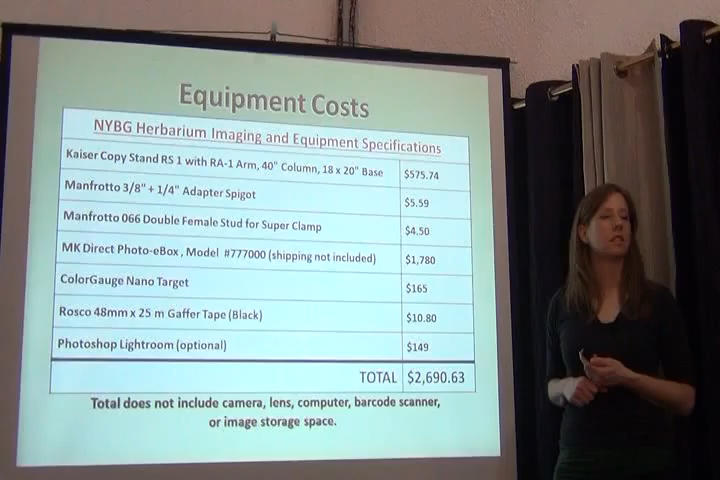 Equipment Costs
NYBG Herbarium Imaging and Equipment Specifications
Kaiser Copy Stand RS 1 with RA-1 Arm, 40" Column, 18 x 20" Base $575.74
Manfrotto 3/8" + 1/4" Adapter Spigot $5.59
Manfrotto 066 Double Female Stud for Super Clamp $4.50
MK Direct Photo-eBox , Model #777000 (shipping not included) $1,780
ColorGauge Nano Target $165
Rosco 48mm x 25 m Gaffer Tape (Black) $10.80
Photoshop Lightroom (optional) $149
TOTAL $2,690.63
Total does not include camera, lens, computer, barcode scanner,
or image storage space.